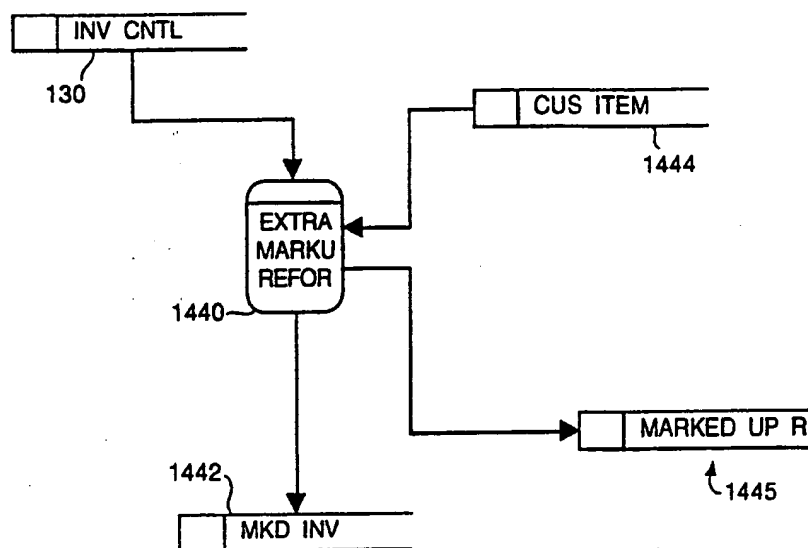 INV CNTL
130
CUS ITEM
1444
EXTRA
MARKU
REFOR
1440
MARKED UP R
1445
1442
MKD INV